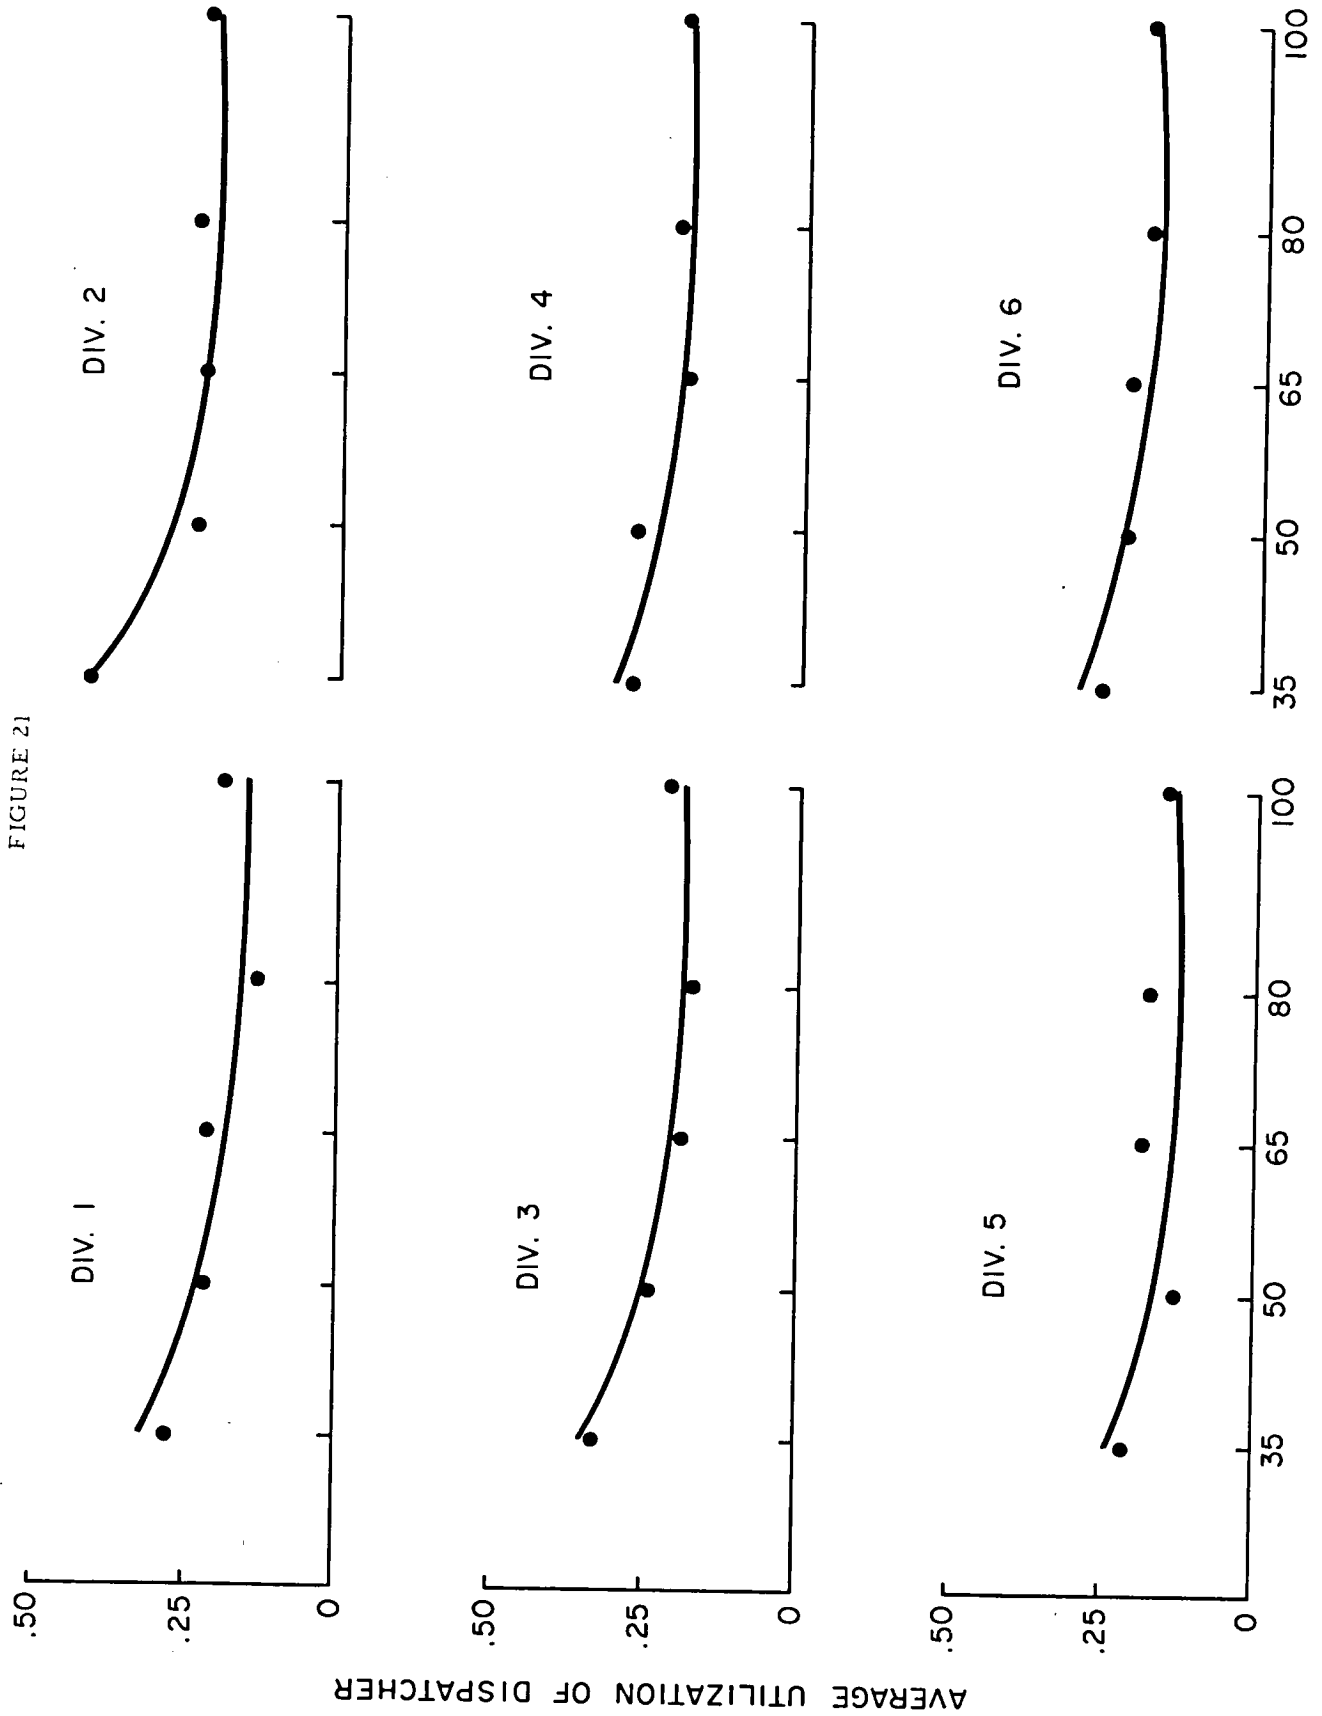 FIGURE 21
AVERAGE UTILIZATION OF DISPATCHER
.50
.25
0
DIV. 1
DIV. 2
.50
.25
0
DIV. 3
DIV. 4
.50
.25
0
DIV. 5
35 50 65 80 100
DIV. 6
35 50 65 80 100